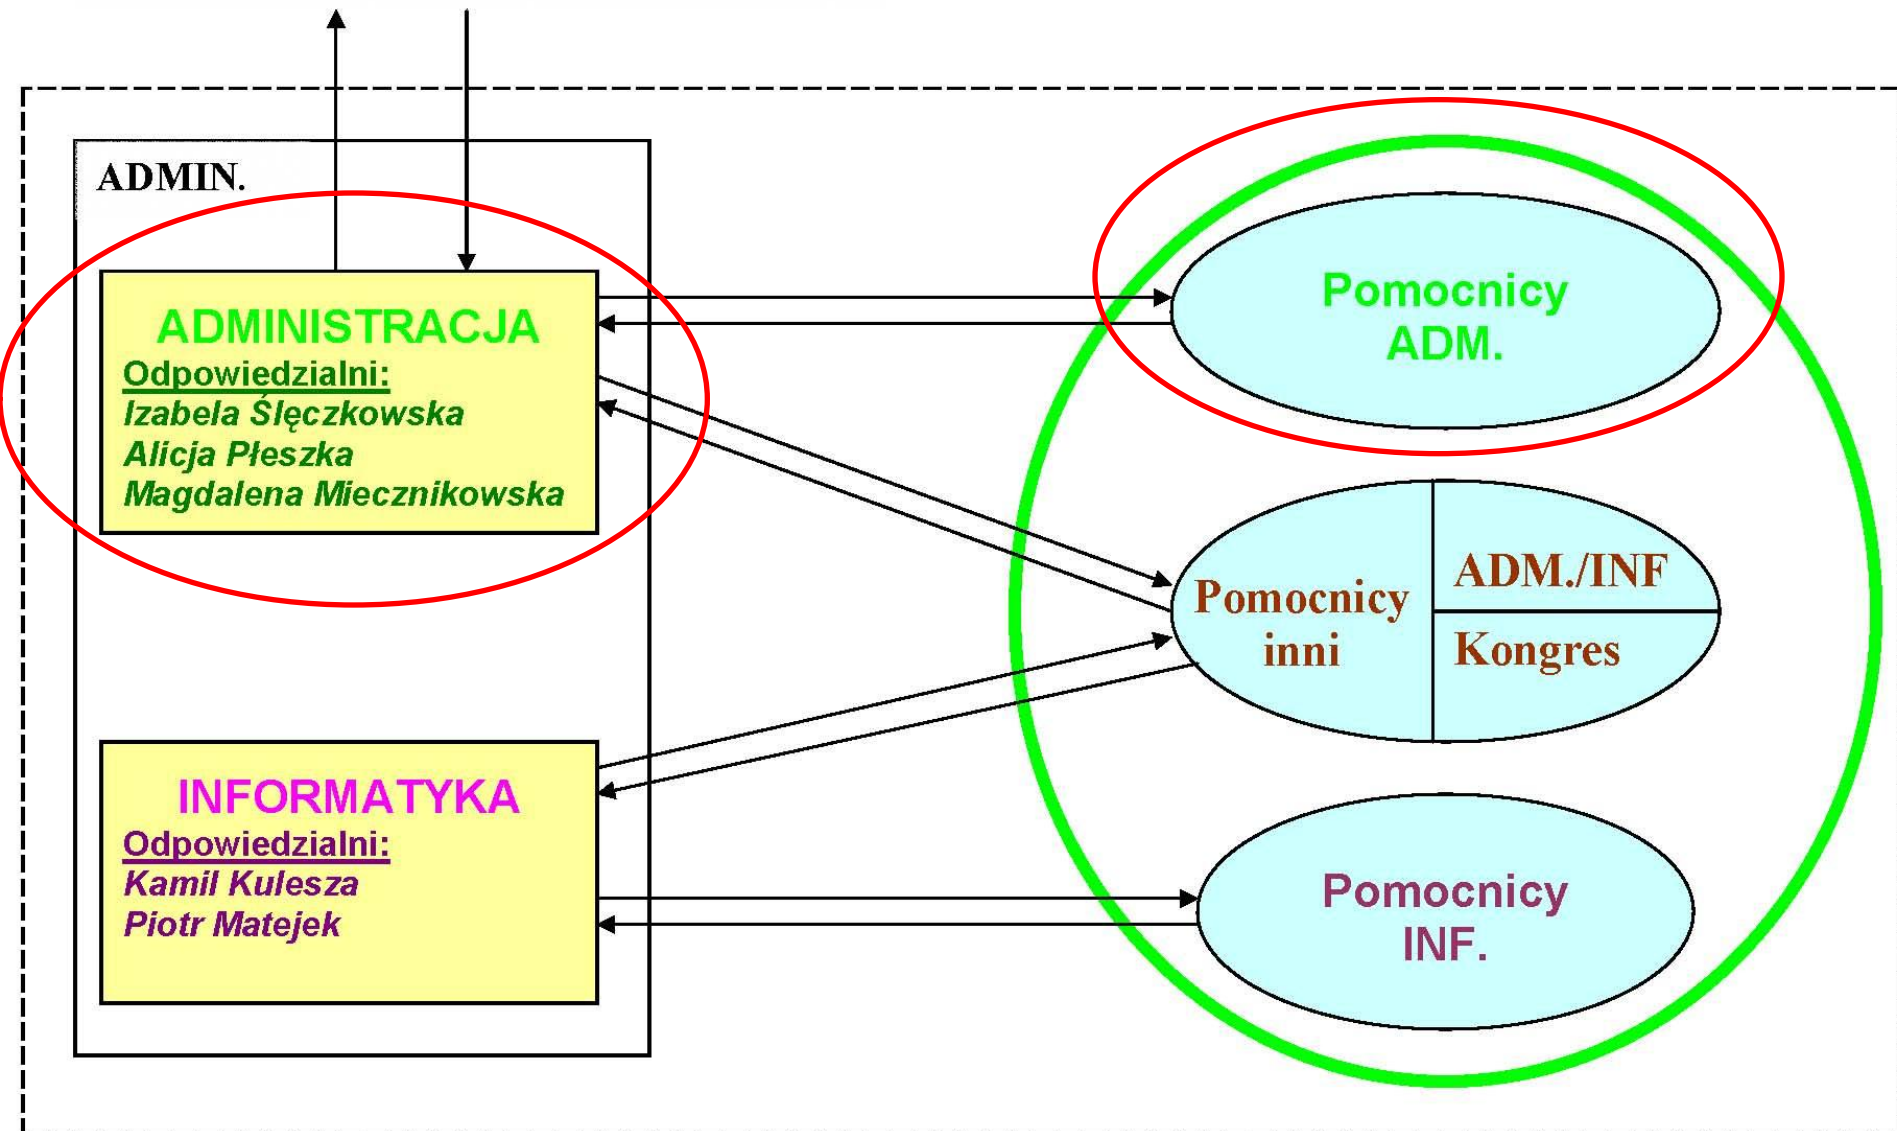 ADMIN.
ADMINISTRACJA
Odpowiedzialni:
Izabela Ślęczkowska
Alicja Płeszka
Magdalena Miecznikowska
INFORMATYKA
Odpowiedzialni:
Kamil Kulesza
Piotr Matejek
Pomocnicy
ADM.
Pomocnicy
inni
ADM./INF
Kongres
Pomocnicy
INF.